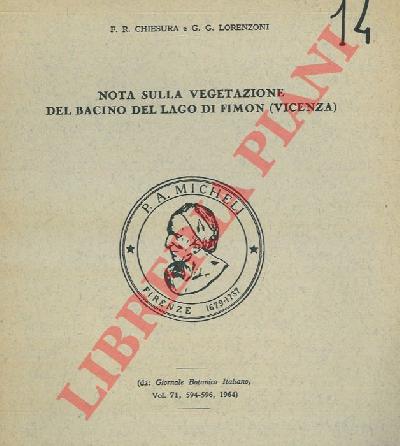 14
F. R. CHIESURA e G. G. LORENZONI
NOTA SULLA VEGETAZIONE
DEL BACINO DEL LAGO DI FIMON (VICENZA)
P. A. MICHELI
FIRENZE 1679-1737
(da: Giornale Botanico Italiano,
Vol. 71, 594-596, 1964)
LIBRERIA PIANI